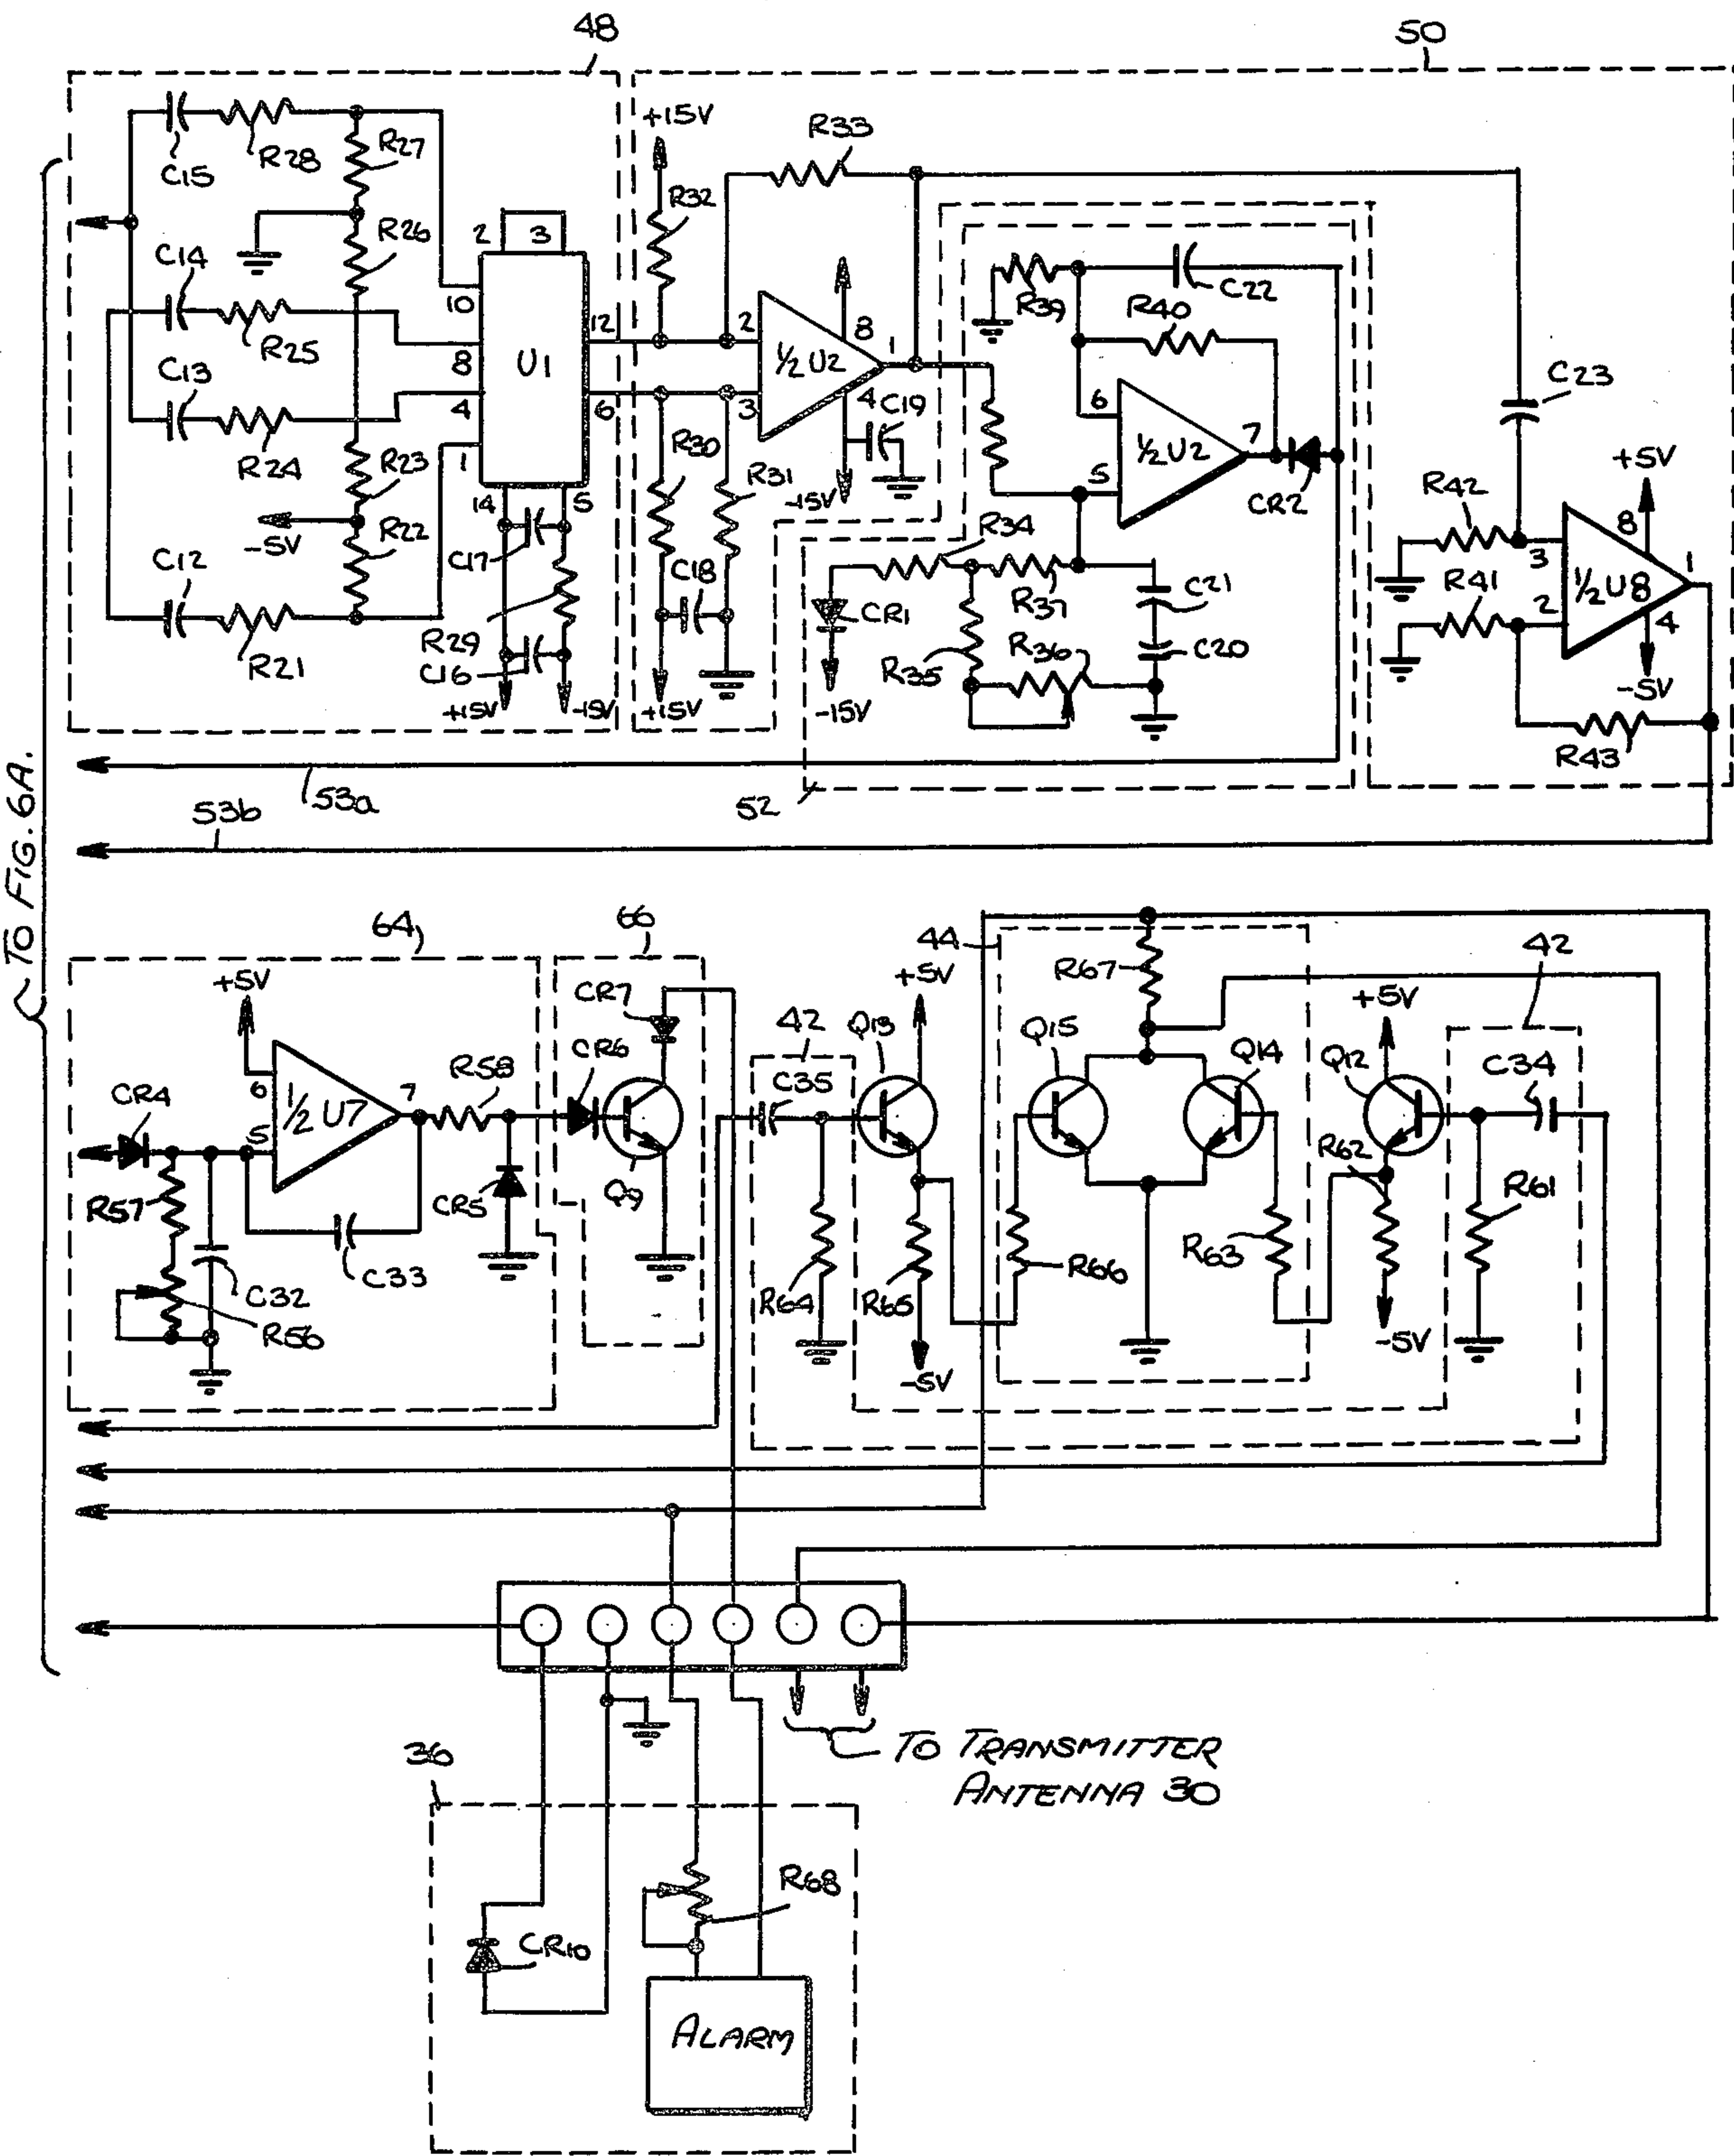 48
50
+15V
R33
C15
R28
R27
R32
R26
C14
R25
2
3
10
8
4
1
U1
12
6
14
5
C13
R24
R23
-5V
R22
C12
R21
C17
R29
C16
+15V
-15V
2
3
½U2
8
1
4
C19
-15V
R30
R31
C18
+15V
R39
C22
R40
6
5
½U2
7
CR2
R34
R37
C21
CR1
R35
R36
C20
-15V
C23
R42
+5V
8
3
½U8
1
R41
2
4
-5V
R43
53a
52
53b
TO FIG. 6A.
64
66
+5V
CR4
6
½ U7
7
5
R58
R57
C32
C33
R56
CR5
CR7
CR6
Q9
42
C35
Q13
+5V
R64
R65
-5V
44
R67
Q15
Q14
R66
R63
+5V
Q12
R62
-5V
42
C34
R61
TO TRANSMITTER
ANTENNA 30
36
R68
CR10
ALARM